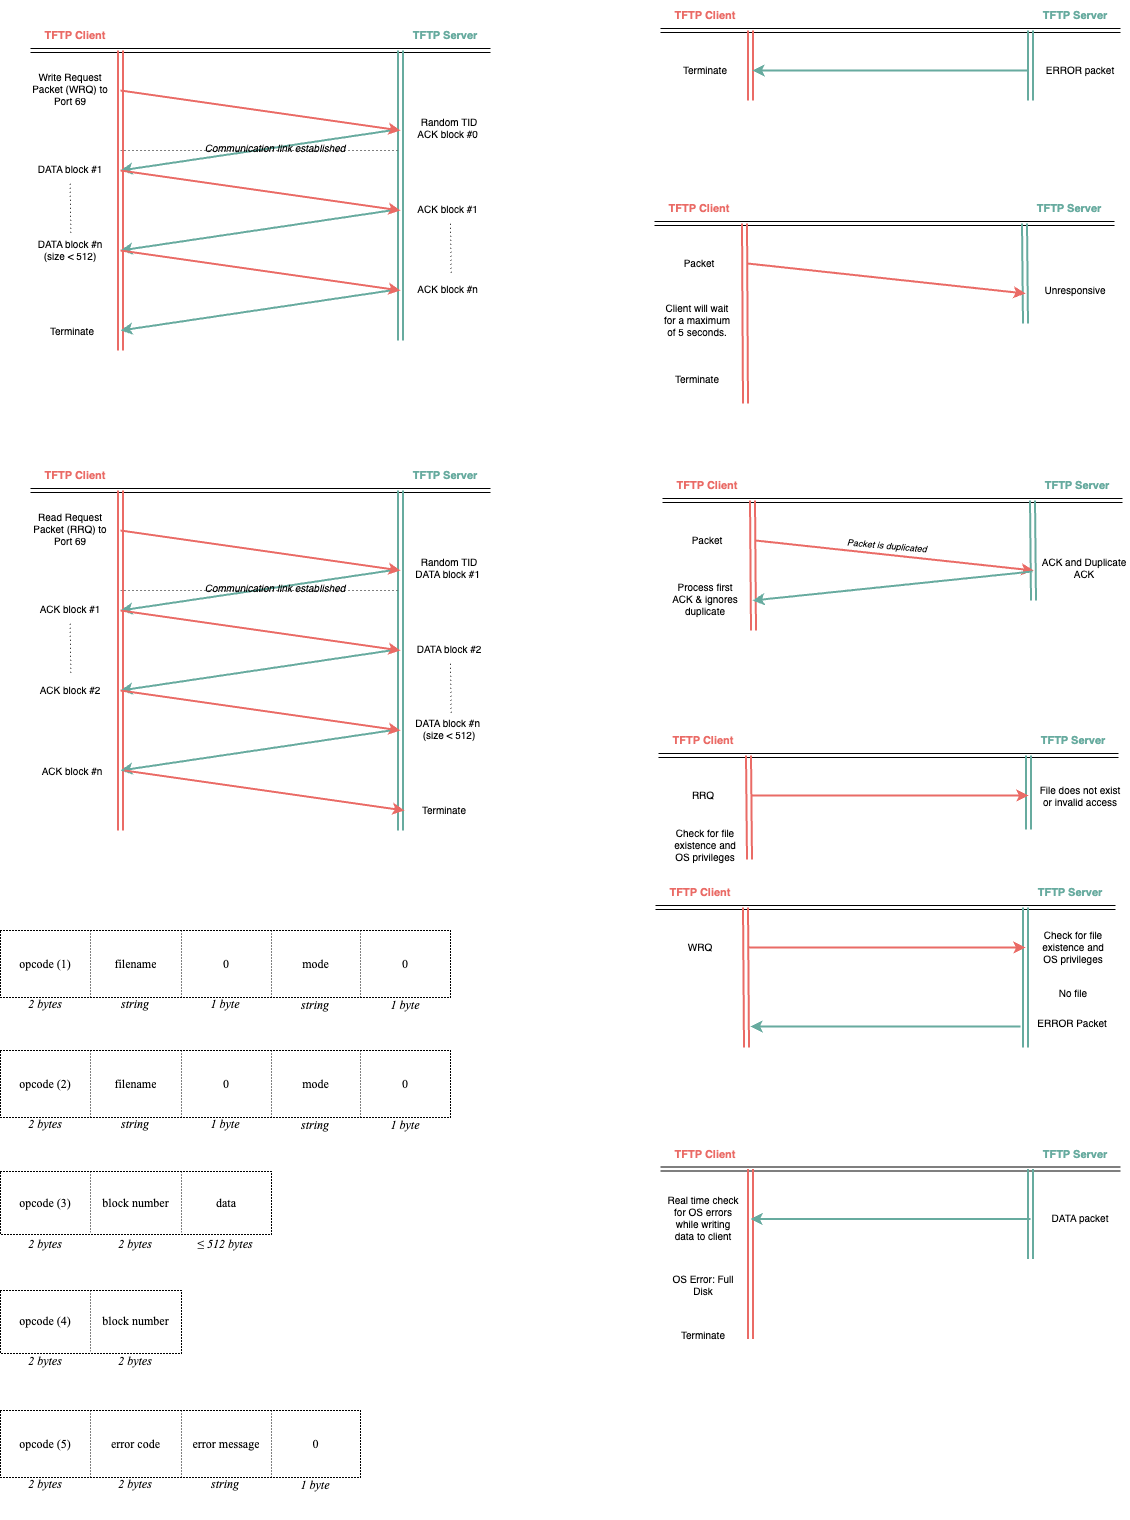 TFTP Client
TFTP Server
Write Request
Packet (WRQ) to
Port 69
Random TID
ACK block #0
Communication link established
DATA block #1
ACK block #1
DATA block #n
(size < 512)
ACK block #n
Terminate
TFTP Client
TFTP Server
Read Request
Packet (RRQ) to
Port 69
Random TID
DATA block #1
Communication link established
ACK block #1
DATA block #2
ACK block #2
DATA block #n
(size < 512)
ACK block #n
Terminate
opcode (1)
filename
0
mode
0
2 bytes
string
1 byte
string
1 byte
opcode (2)
filename
0
mode
0
2 bytes
string
1 byte
string
1 byte
opcode (3)
block number
data
2 bytes
2 bytes
≤ 512 bytes
opcode (4)
block number
2 bytes
2 bytes
opcode (5)
error code
error message
0
2 bytes
2 bytes
string
1 byte
TFTP Client
TFTP Server
Terminate
ERROR packet
TFTP Client
TFTP Server
Packet
Unresponsive
Client will wait
for a maximum
of 5 seconds.
Terminate
TFTP Client
TFTP Server
Packet
Packet is duplicated
ACK and Duplicate
ACK
Process first
ACK & ignores
duplicate
TFTP Client
TFTP Server
RRQ
File does not exist
or invalid access
Check for file
existence and
OS privileges
TFTP Client
TFTP Server
WRQ
Check for file
existence and
OS privileges
No file
ERROR Packet
TFTP Client
TFTP Server
Real time check
for OS errors
while writing
data to client
DATA packet
OS Error: Full
Disk
Terminate